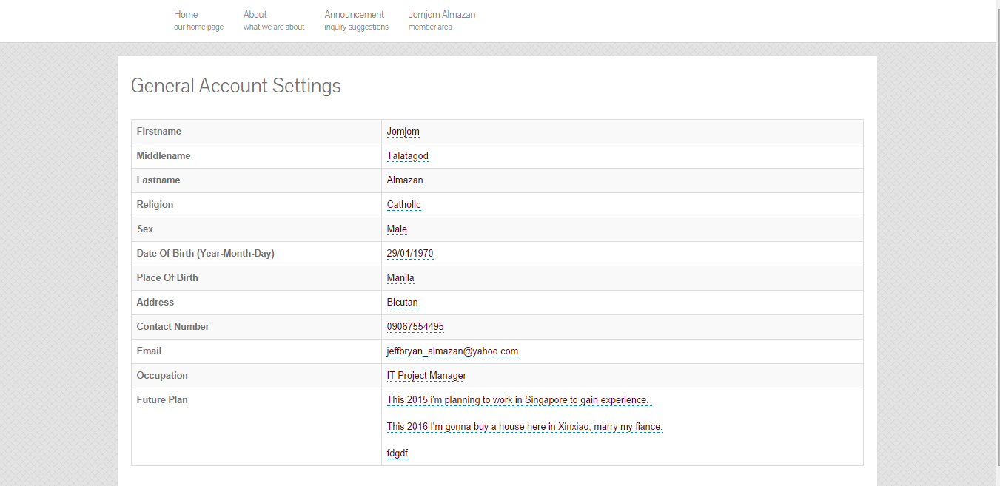 Home About Announcement Jomjom Almazan
our home page what we are about inquiry suggestions member area
General Account Settings
Firstname Jomjom
Middlename Talatagod
Lastname Almazan
Religion Catholic
Sex Male
Date Of Birth (Year-Month-Day) 29/01/1970
Place Of Birth Manila
Address Bicutan
Contact Number 09067554495
Email jeffbryan_almazan@yahoo.com
Occupation IT Project Manager
Future Plan This 2015 i'm planning to work in Singapore to gain experience.
This 2016 I'm gonna buy a house here in Xinxiao, marry my fiance.
fdgdf